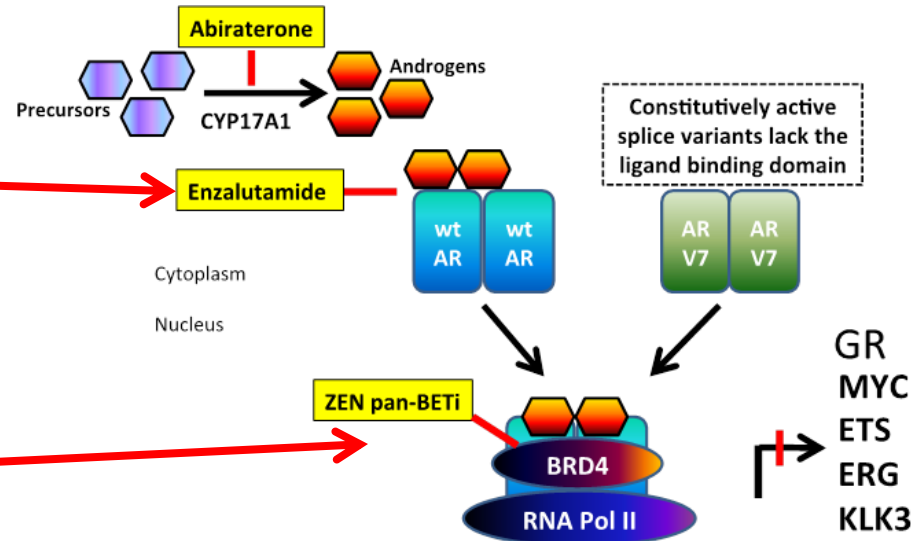 Abiraterone
Precursors
CYP17A1
Androgens
Constitutively active
splice variants lack the
ligand binding domain
Enzalutamide
wt
AR
wt
AR
AR
V7
AR
V7
Cytoplasm
Nucleus
ZEN pan-BETi
BRD4
RNA Pol II
GR
MYC
ETS
ERG
KLK3